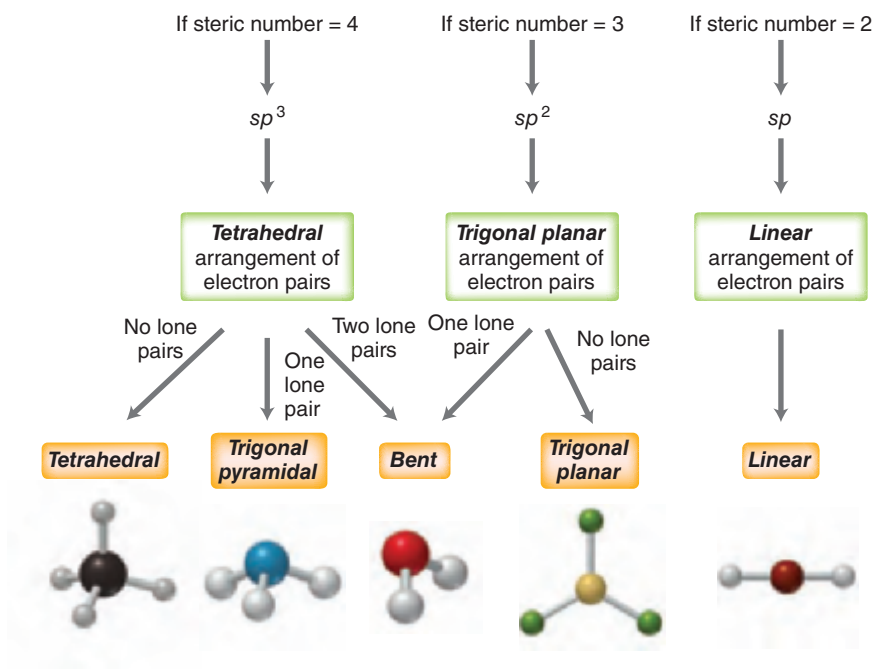 If steric number = 4
If steric number = 3
If steric number = 2
sp³
sp²
sp
Tetrahedral
arrangement of
electron pairs
Trigonal planar
arrangement of
electron pairs
Linear
arrangement of
electron pairs
No lone
pairs
One
lone
pair
Two lone
pairs
One lone
pair
No lone
pairs
Tetrahedral
Trigonal
pyramidal
Bent
Trigonal
planar
Linear